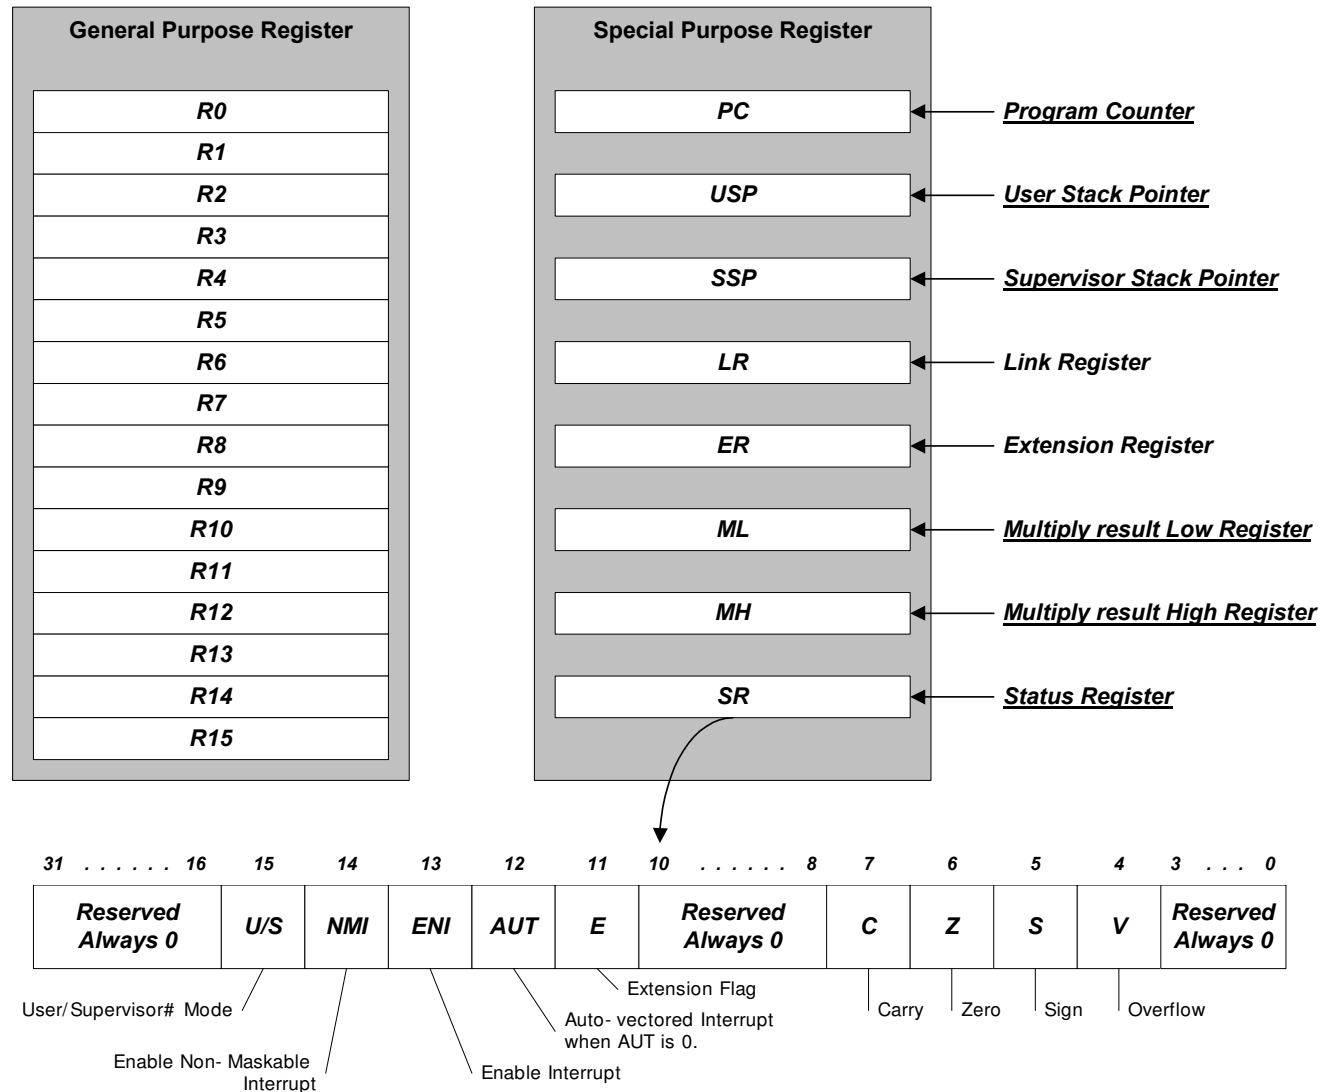 General Purpose Register
R0
R1
R2
R3
R4
R5
R6
R7
R8
R9
R10
R11
R12
R13
R14
R15
Special Purpose Register
PC
Program Counter
USP
User Stack Pointer
SSP
Supervisor Stack Pointer
LR
Link Register
ER
Extension Register
ML
Multiply result Low Register
MH
Multiply result High Register
SR
Status Register
31 . . . . . . 16 15 14 13 12 11 10 . . . . . . 8 7 6 5 4 3 . . . 0
Reserved
Always 0
U/S
NMI
ENI
AUT
E
Reserved
Always 0
C
Z
S
V
Reserved
Always 0
User/Supervisor# Mode
Enable Non-Maskable
Interrupt
Enable Interrupt
Auto-vectored Interrupt
when AUT is 0.
Extension Flag
Carry
Zero
Sign
Overflow